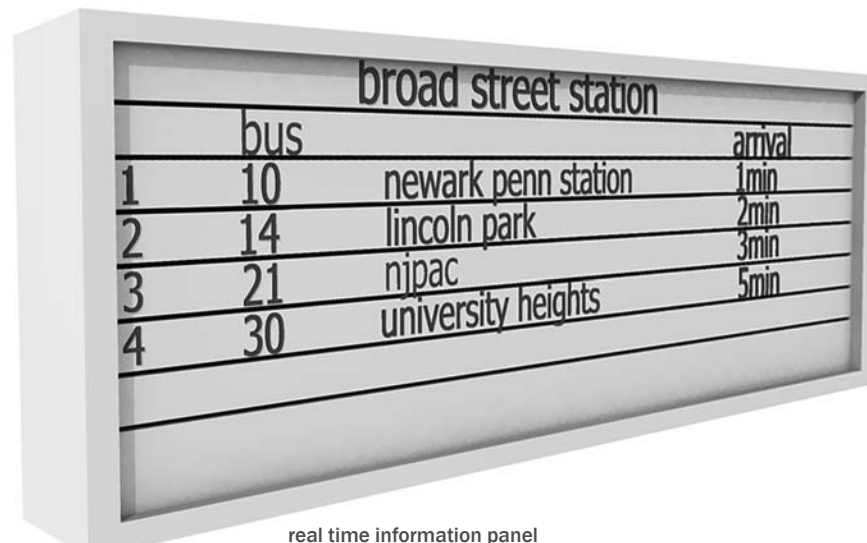 broad street station
bus arrival
1 10 newark penn station 1min
2 14 lincoln park 2min
3 21 njpac 3min
4 30 university heights 5min
real time information panel